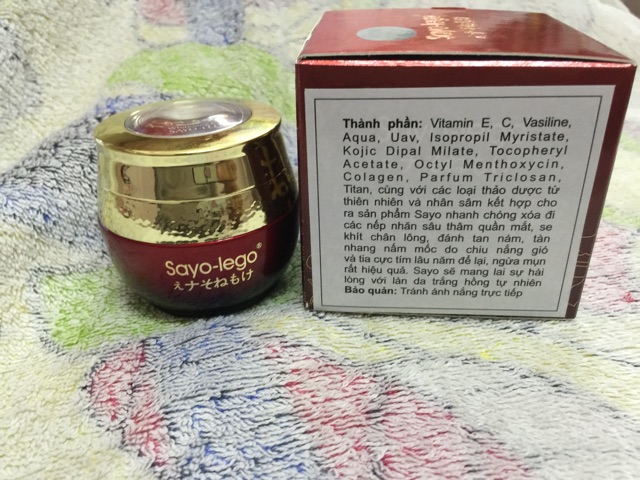 Sayo-lego
Sayo-lego®
ぇナそねもけ
Thành phần: Vitamin E, C, Vasiline,
Aqua, Uav, Isopropil Myristate,
Kojic Dipal Milate, Tocopheryl
Acetate, Octyl Menthoxycin,
Colagen, Parfum Triclosan,
Titan, cùng với các loại thảo dược từ
thiên nhiên và nhân sâm kết hợp cho
ra sản phẩm Sayo nhanh chóng xóa đi
các nếp nhăn sâu thâm quần mắt, se
khít chân lông, đánh tan nám, tàn
nhang nấm mốc do chịu nắng gió
và tia cực tím lâu năm để lại, ngừa mụn
rất hiệu quả. Sayo sẽ mang lai sự hài
lòng với làn da trắng hồng tự nhiên
Bảo quản: Tránh ánh nắng trực tiếp